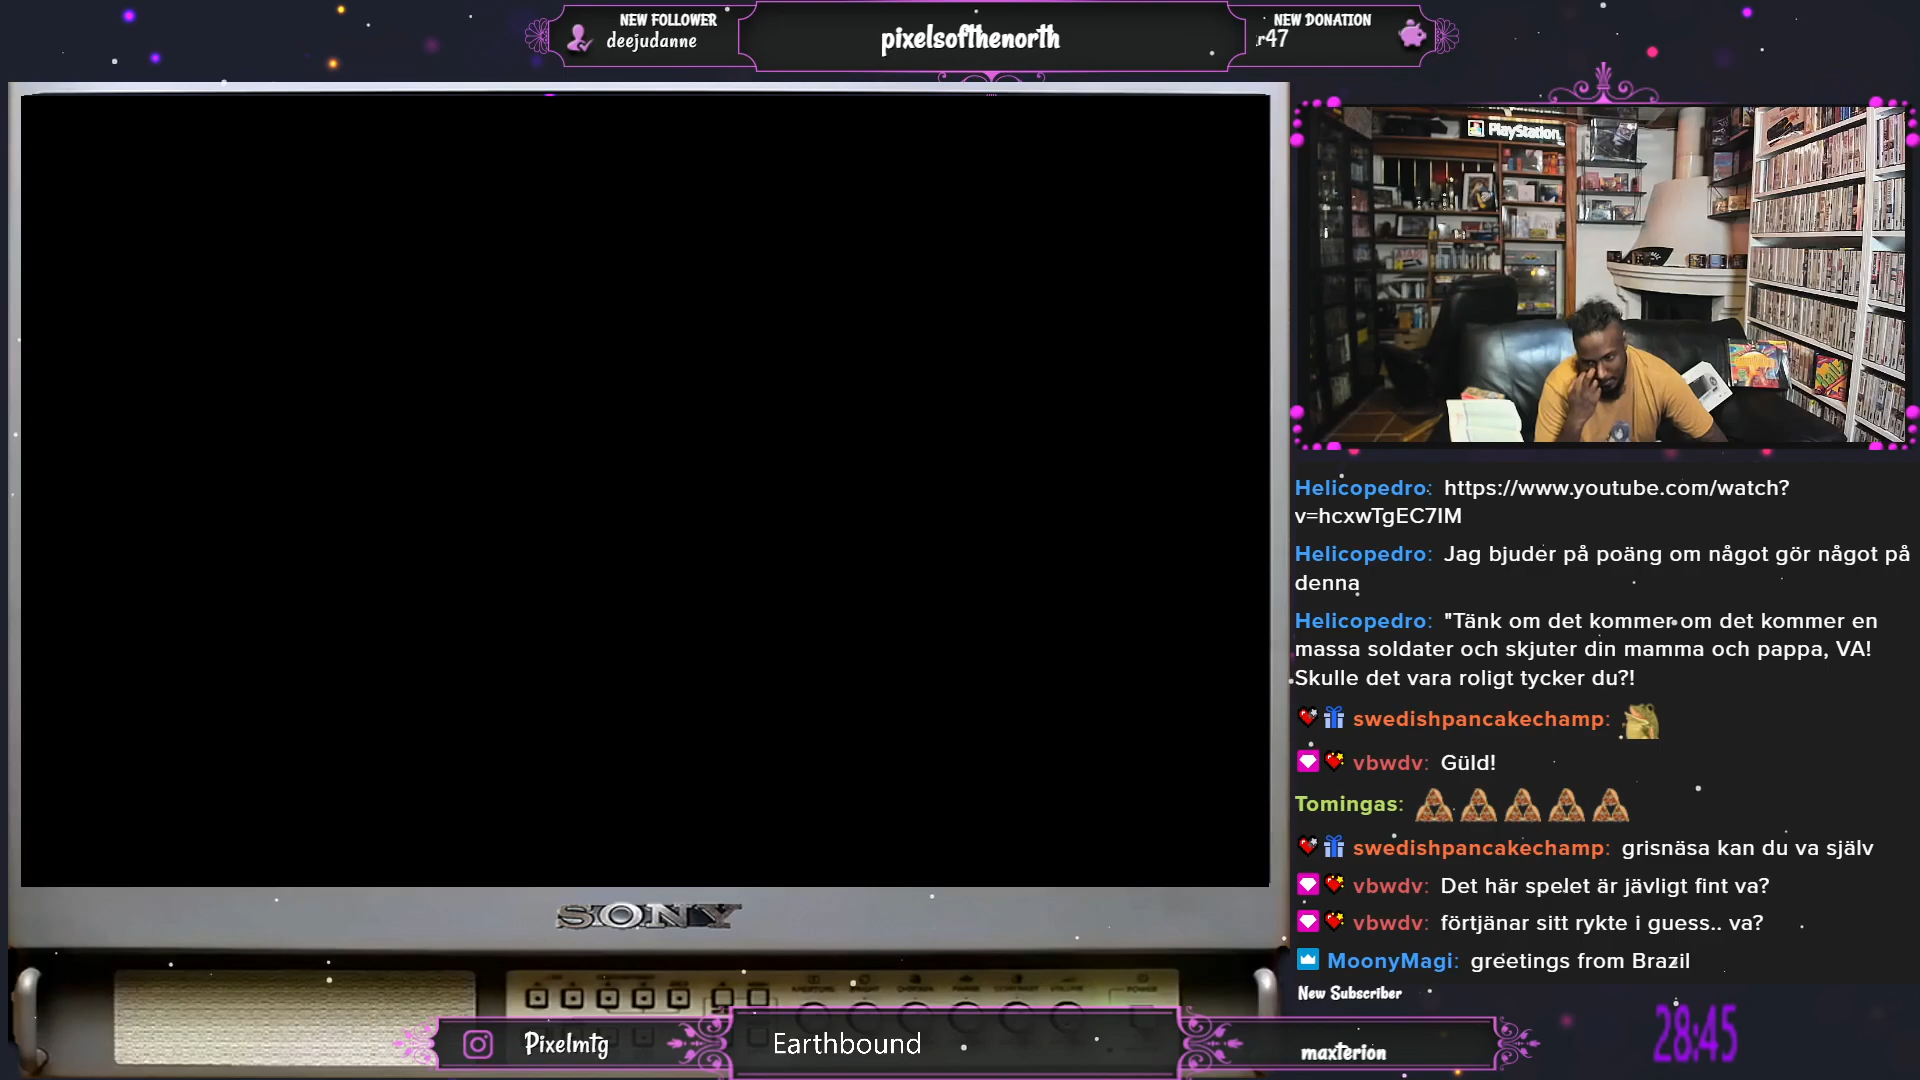 NEW FOLLOWER
deejudanne
pixelsofthenorth
NEW DONATION
r47
PlayStation
Helicopedro: https://www.youtube.com/watch?
v=hcxwTgEC7IM
Helicopedro: Jag bjuder på poäng om något gör något på
denna
Helicopedro: "Tänk om det kommer om det kommer en
massa soldater och skjuter din mamma och pappa, VA!
Skulle det vara roligt tycker du?!
swedishpancakechamp:
vbwdv: Güld!
Tomingas:
swedishpancakechamp: grisnäsa kan du va själv
vbwdv: Det här spelet är jävligt fint va?
vbwdv: förtjänar sitt rykte i guess.. va?
MoonyMagi: greetings from Brazil
New Subscriber
SONY
Pixelmtg
Earthbound
maxterion
28:45